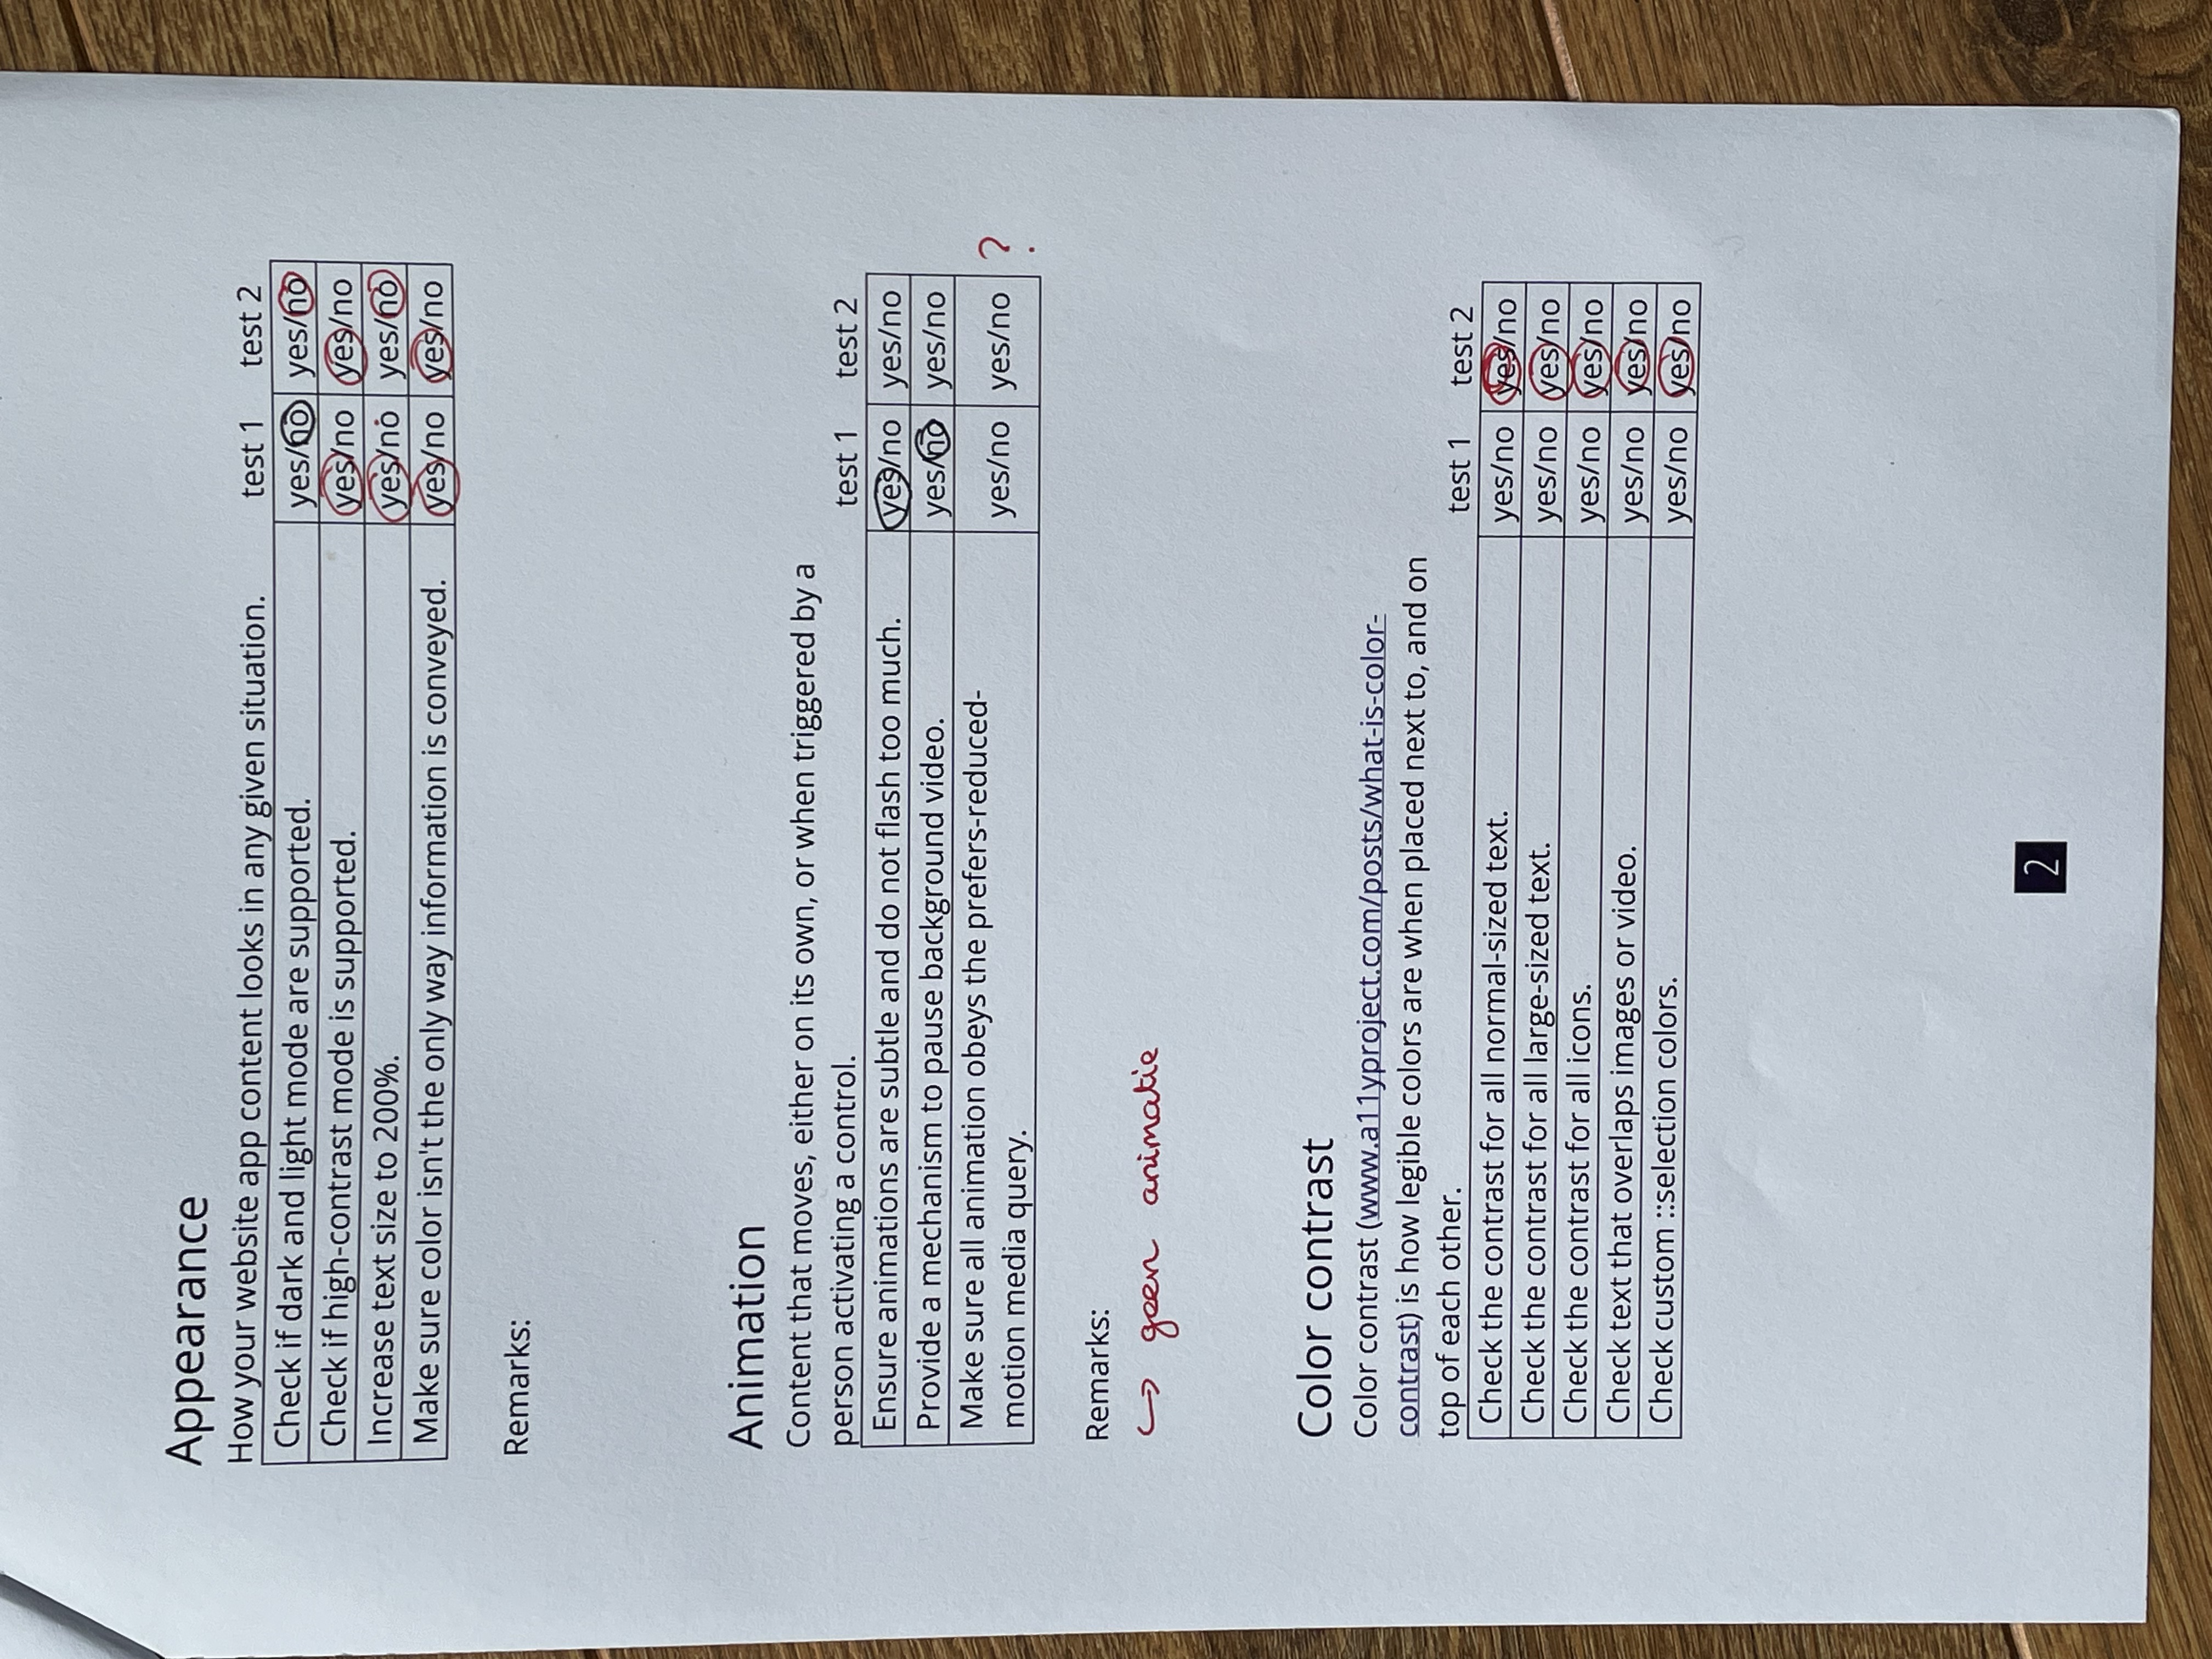 Appearance
How your website app content looks in any given situation. test 1 test 2
Check if dark and light mode are supported. yes/no yes/no
Check if high-contrast mode is supported. yes/no yes/no
Increase text size to 200%. yes/no yes/no
Make sure color isn't the only way information is conveyed. yes/no yes/no
Remarks:
Animation
Content that moves, either on its own, or when triggered by a
person activating a control. test 1 test 2
Ensure animations are subtle and do not flash too much. yes/no yes/no
Provide a mechanism to pause background video. yes/no yes/no
Make sure all animation obeys the prefers-reduced-
motion media query. yes/no yes/no ?
Remarks:
↪ geen animatie
Color contrast
Color contrast (www.a11yproject.com/posts/what-is-color-
contrast) is how legible colors are when placed next to, and on
top of each other. test 1 test 2
Check the contrast for all normal-sized text. yes/no yes/no
Check the contrast for all large-sized text. yes/no yes/no
Check the contrast for all icons. yes/no yes/no
Check text that overlaps images or video. yes/no yes/no
Check custom ::selection colors. yes/no yes/no
2